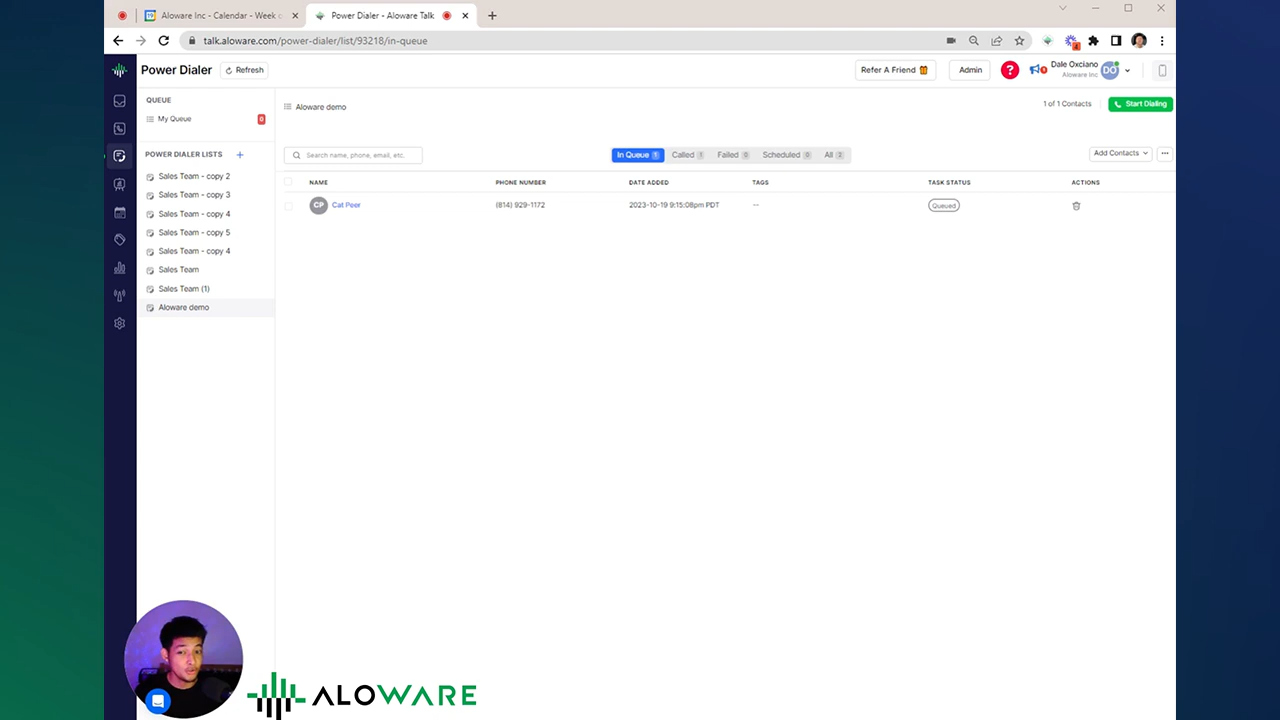 Aloware Inc - Calendar - Week o
Power Dialer - Aloware Talk
talk.aloware.com/power-dialer/list/93218/in-queue
Power Dialer
Refresh
Refer A Friend
Admin
?
Dale Oxciano
Aloware Inc
DO
QUEUE
My Queue
0
POWER DIALER LISTS
Sales Team - copy 2
Sales Team - copy 3
Sales Team - copy 4
Sales Team - copy 5
Sales Team - copy 4
Sales Team
Sales Team (1)
Aloware demo
Aloware demo
1 of 1 Contacts
Start Dialing
Search name, phone, email, etc.
In Queue 1
Called 1
Failed 0
Scheduled 0
All 2
Add Contacts
NAME PHONE NUMBER DATE ADDED TAGS TASK STATUS ACTIONS
CP Cat Peer (814) 929-1172 2023-10-19 9:15:08pm PDT -- Queued
ALOWARE